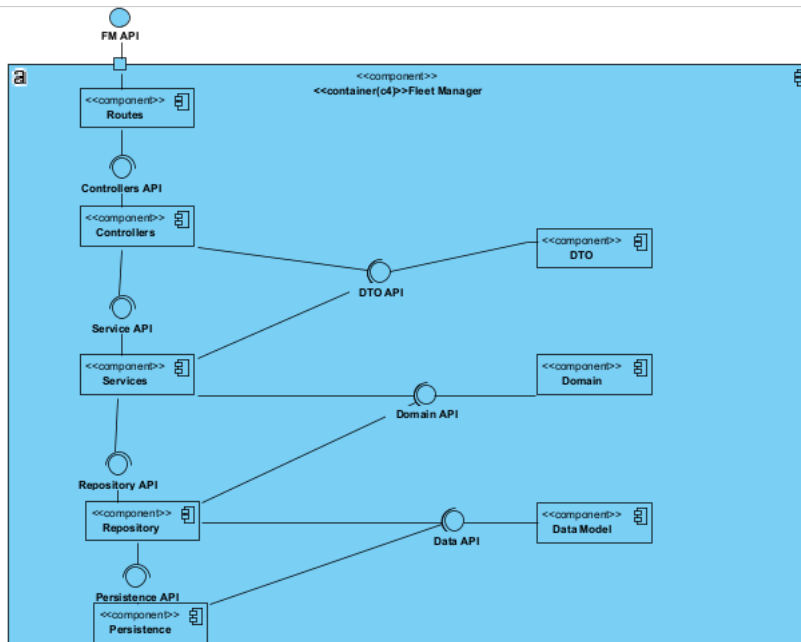 FM API
a
<<component>>
<<container(c4)>>Fleet Manager
<<component>>
Routes
Controllers API
<<component>>
Controllers
<<component>>
DTO
DTO API
Service API
<<component>>
Services
<<component>>
Domain
Domain API
Repository API
<<component>>
Repository
<<component>>
Data Model
Data API
Persistence API
<<component>>
Persistence